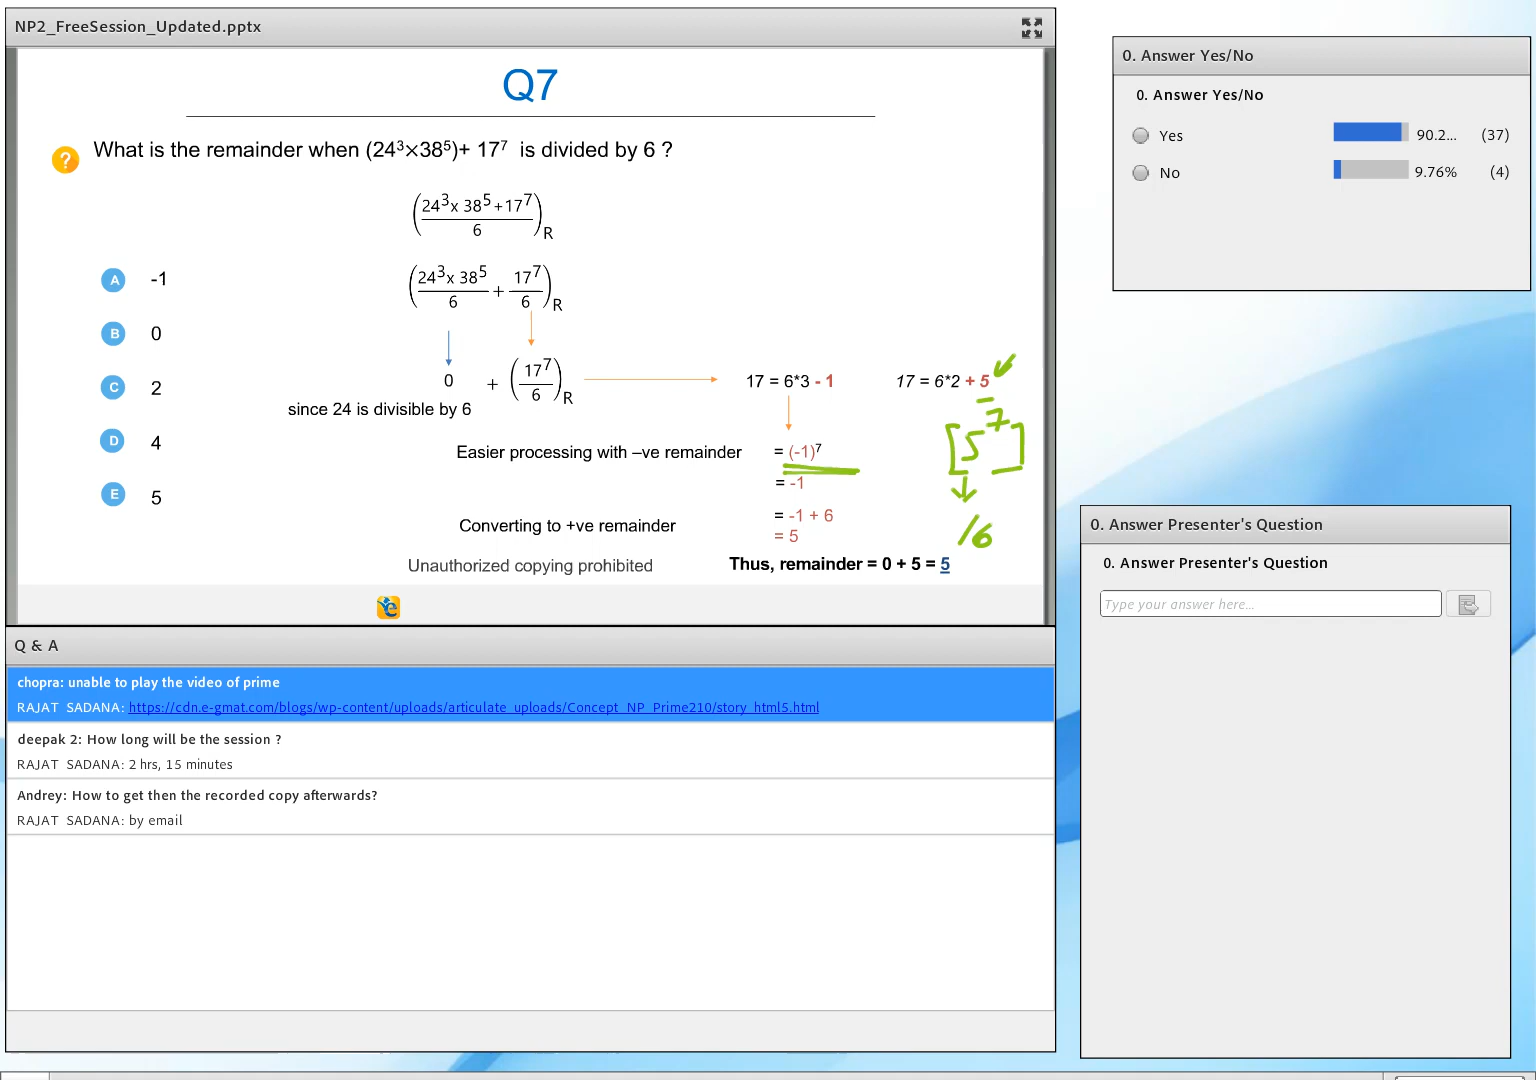 NP2_FreeSession_Updated.pptx
Q7
? What is the remainder when (24³×38⁵)+ 17⁷ is divided by 6 ?
(24³x 38⁵+17⁷
6)R
(24³x 38⁵ + 17⁷
6 6)R
A -1
B 0
C 2
D 4
E 5
0 + (17⁷
6)R
since 24 is divisible by 6
17 = 6*3 - 1
17 = 6*2 + 5
[5⁷]
/6
Easier processing with –ve remainder = (-1)⁷
= -1
Converting to +ve remainder = -1 + 6
= 5
Unauthorized copying prohibited
Thus, remainder = 0 + 5 = 5
Q & A
chopra: unable to play the video of prime
RAJAT SADANA: https://cdn.e-gmat.com/blogs/wp-content/uploads/articulate_uploads/Concept_NP_Prime210/story_html5.html
deepak 2: How long will be the session ?
RAJAT SADANA: 2 hrs, 15 minutes
Andrey: How to get then the recorded copy afterwards?
RAJAT SADANA: by email
0. Answer Yes/No
0. Answer Yes/No
Yes 90.2... (37)
No 9.76% (4)
0. Answer Presenter's Question
0. Answer Presenter's Question
Type your answer here...